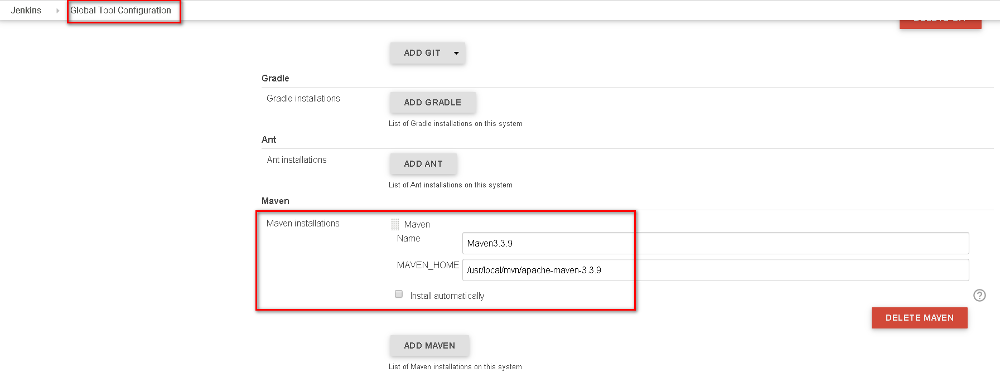 Jenkins
Global Tool Configuration
ADD GIT
Gradle
Gradle installations
ADD GRADLE
List of Gradle installations on this system
Ant
Ant installations
ADD ANT
List of Ant installations on this system
Maven
Maven installations
Maven
Name
Maven3.3.9
MAVEN_HOME
/usr/local/mvn/apache-maven-3.3.9
Install automatically
DELETE MAVEN
ADD MAVEN
List of Maven installations on this system